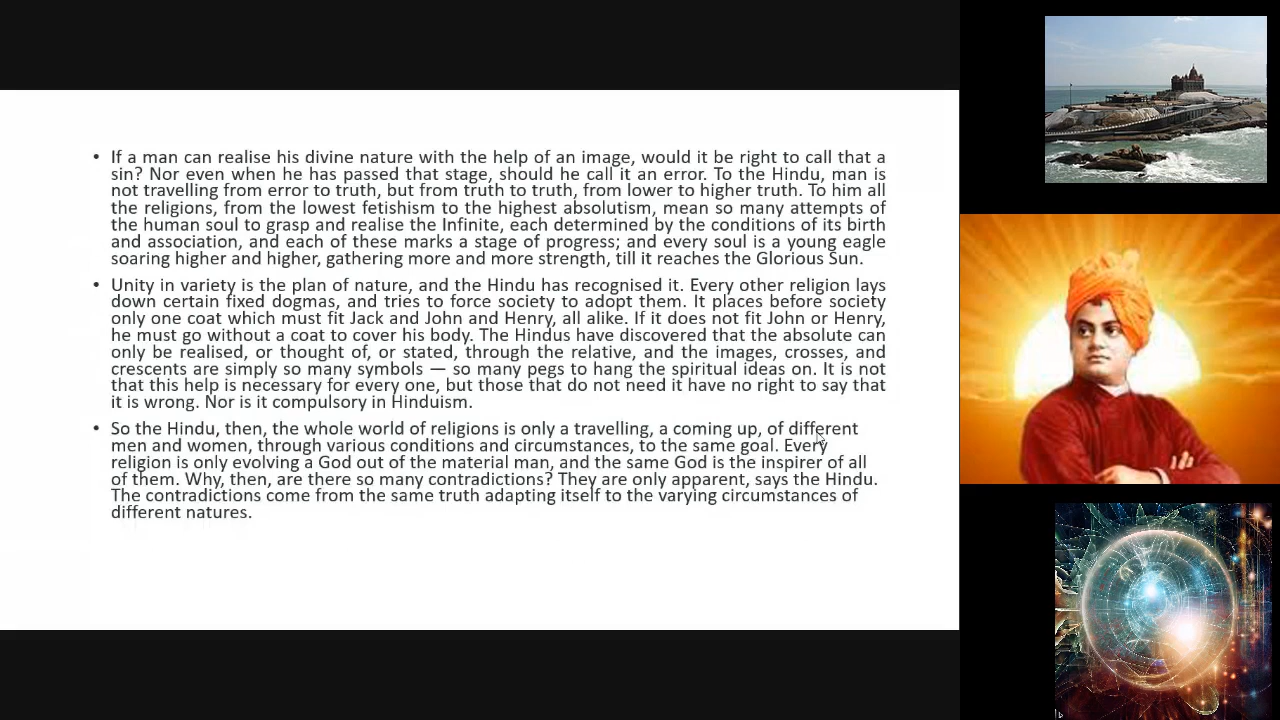 • If a man can realise his divine nature with the help of an image, would it be right to call that a
sin? Nor even when he has passed that stage, should he call it an error. To the Hindu, man is
not travelling from error to truth, but from truth to truth, from lower to higher truth. To him all
the religions, from the lowest fetishism to the highest absolutism, mean so many attempts of
the human soul to grasp and realise the Infinite, each determined by the conditions of its birth
and association, and each of these marks a stage of progress; and every soul is a young eagle
soaring higher and higher, gathering more and more strength, till it reaches the Glorious Sun.
• Unity in variety is the plan of nature, and the Hindu has recognised it. Every other religion lays
down certain fixed dogmas, and tries to force society to adopt them. It places before society
only one coat which must fit Jack and John and Henry, all alike. If it does not fit John or Henry,
he must go without a coat to cover his body. The Hindus have discovered that the absolute can
only be realised, or thought of, or stated, through the relative, and the images, crosses, and
crescents are simply so many symbols — so many pegs to hang the spiritual ideas on. It is not
that this help is necessary for every one, but those that do not need it have no right to say that
it is wrong. Nor is it compulsory in Hinduism.
• So the Hindu, then, the whole world of religions is only a travelling, a coming up, of different
men and women, through various conditions and circumstances, to the same goal. Every
religion is only evolving a God out of the material man, and the same God is the inspirer of all
of them. Why, then, are there so many contradictions? They are only apparent, says the Hindu.
The contradictions come from the same truth adapting itself to the varying circumstances of
different natures.